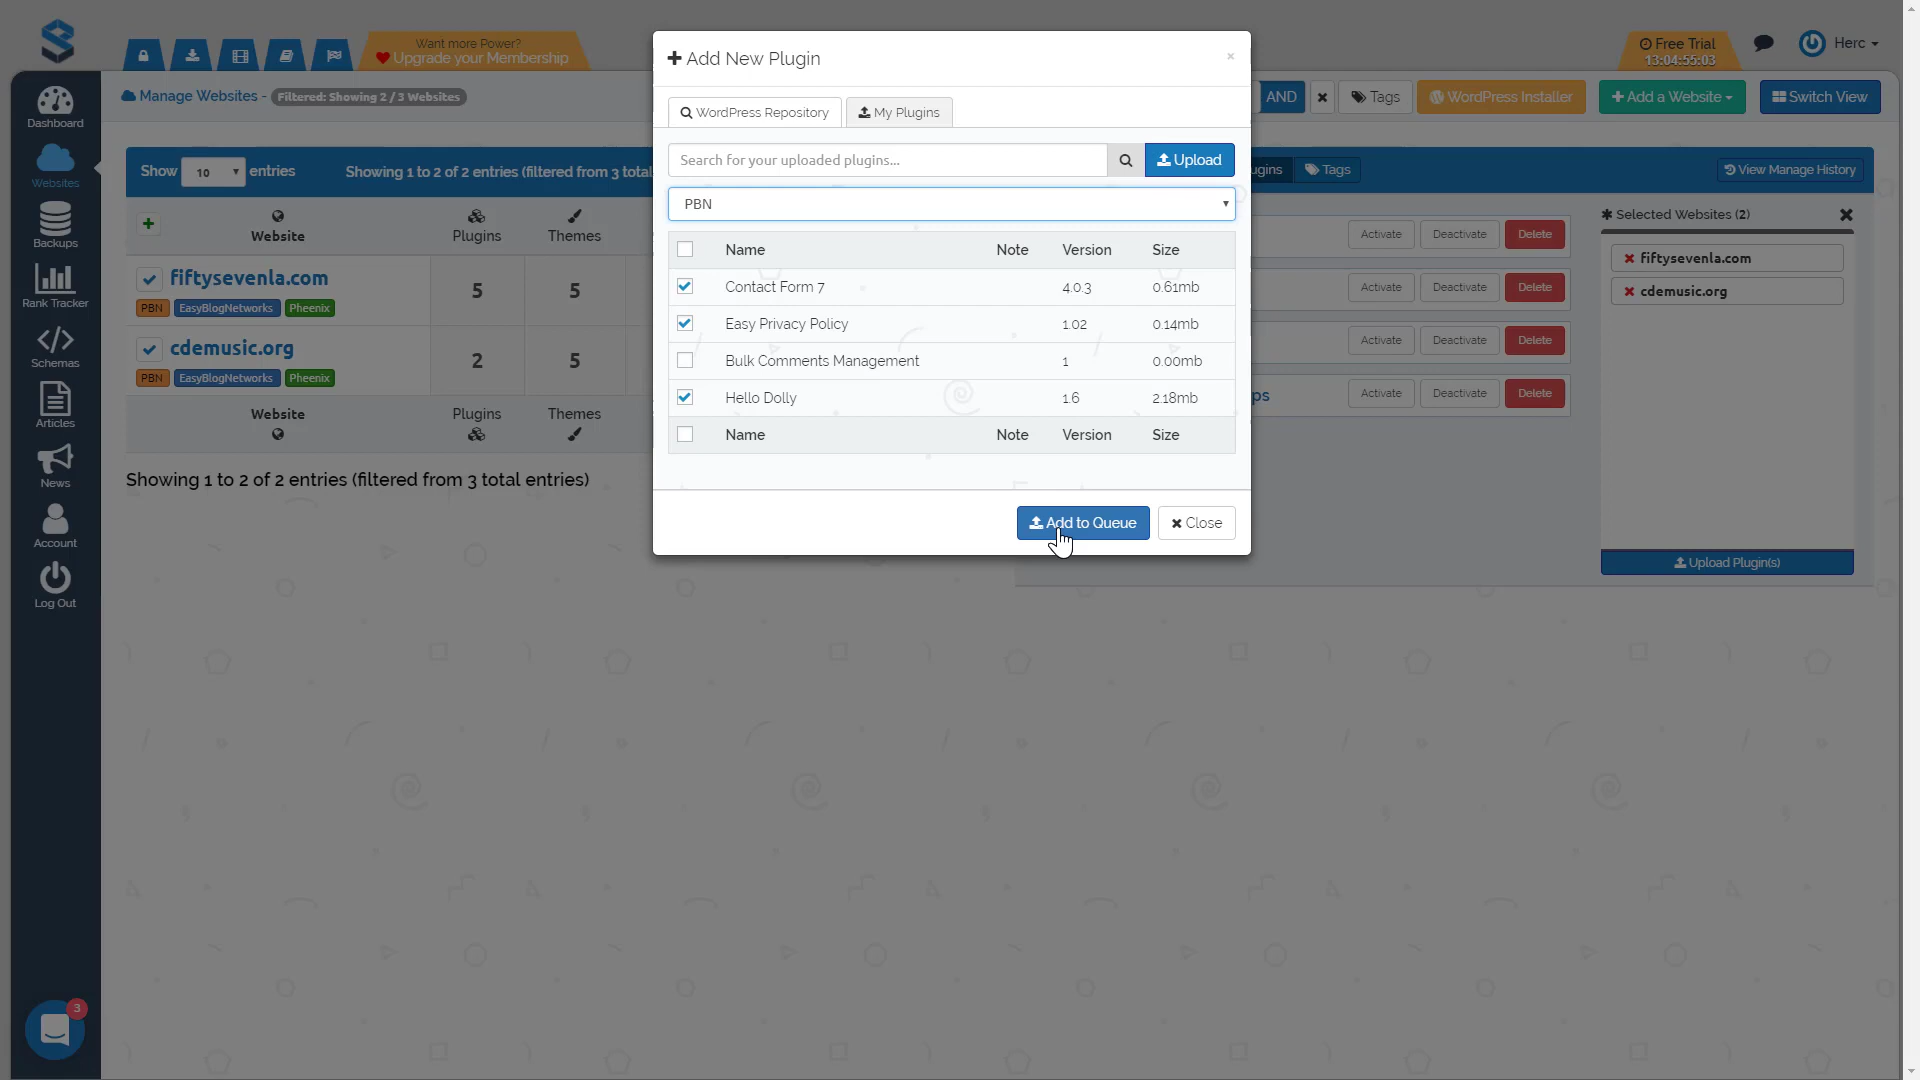 Want more Power?
Upgrade your Membership
Free Trial
13:04:55:03
Herc
Add New Plugin
×
WordPress Repository
My Plugins
Manage Websites - Filtered: Showing 2 / 3 Websites
AND
Tags
WordPress Installer
Add a Website
Switch View
Search for your uploaded plugins...
Upload
PBN
Name Note Version Size
Contact Form 7 4.0.3 0.61mb
Easy Privacy Policy 1.02 0.14mb
Bulk Comments Management 1 0.00mb
Hello Dolly 1.6 2.18mb
Name Note Version Size
Add to Queue
Close
Dashboard
Websites
Backups
Rank Tracker
Schemas
Articles
News
Account
Log Out
3
Show 10 entries
Showing 1 to 2 of 2 entries (filtered from 3 total
Website Plugins Themes
fiftysevenla.com 5 5
PBN EasyBlogNetworks Pheenix
cdemusic.org 2 5
PBN EasyBlogNetworks Pheenix
Website Plugins Themes
Showing 1 to 2 of 2 entries (filtered from 3 total entries)
ugins
Tags
View Manage History
Activate Deactivate Delete
Activate Deactivate Delete
Activate Deactivate Delete
ps Activate Deactivate Delete
Selected Websites (2)
fiftysevenla.com
cdemusic.org
Upload Plugin(s)